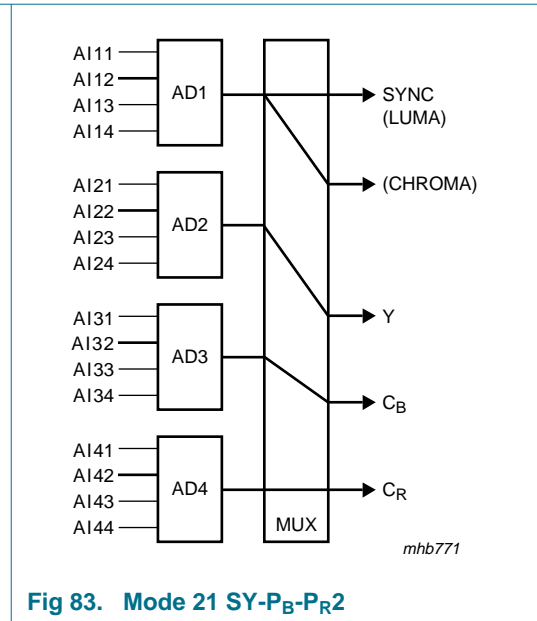 AI11
AI12
AI13
AI14
AD1
SYNC
(LUMA)
(CHROMA)
AI21
AI22
AI23
AI24
AD2
Y
AI31
AI32
AI33
AI34
AD3
CB
AI41
AI42
AI43
AI44
AD4
CR
MUX
mhb771
Fig 83. Mode 21 SY-PB-PR2